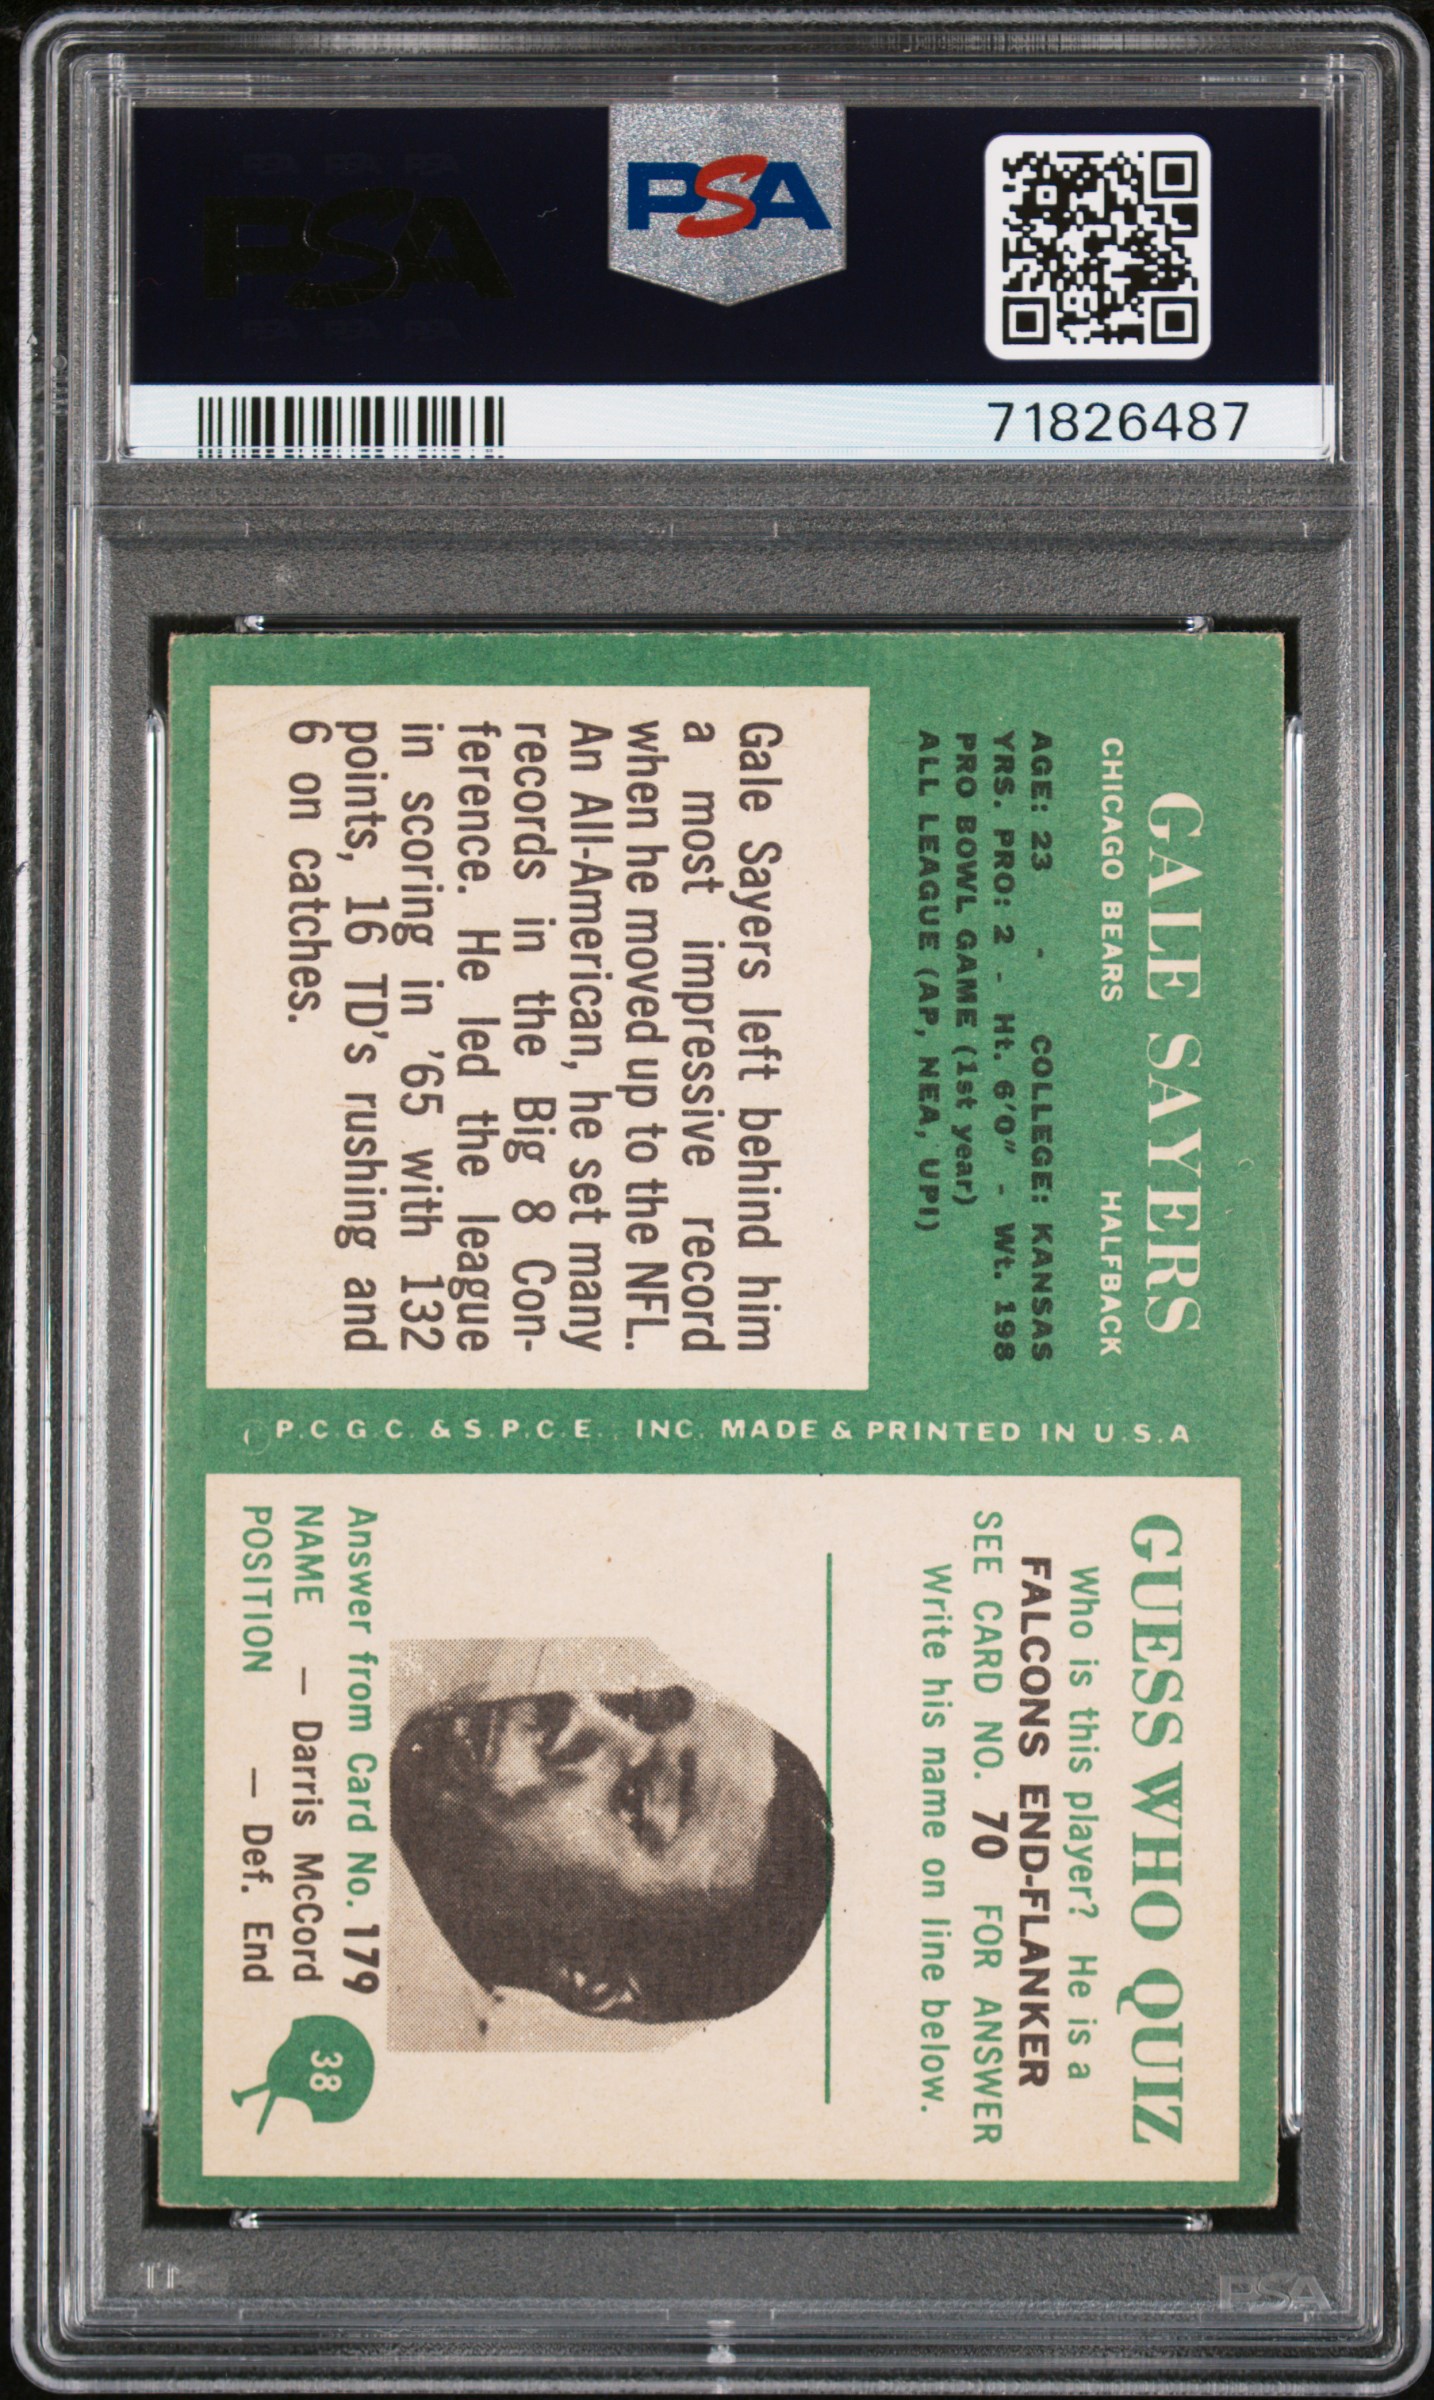 PSA
PSA
71826487
GALE SAYERS
CHICAGO BEARS HALFBACK
AGE: 23 - COLLEGE: KANSAS
YRS. PRO: 2 - Ht. 6'0" - Wt. 198
PRO BOWL GAME (1st year)
ALL LEAGUE (AP, NEA, UPI)
Gale Sayers left behind him
a most impressive record
when he moved up to the NFL.
An All-American, he set many
records in the Big 8 Con-
ference. He led the league
in scoring in '65 with 132
points, 16 TD's rushing and
6 on catches.
©P.C.G.C. & S.P.C.E., INC. MADE & PRINTED IN U.S.A
GUESS WHO QUIZ
Who is this player? He is a
FALCONS END-FLANKER
SEE CARD NO. 70 FOR ANSWER
Write his name on line below.
Answer from Card No. 179
NAME — Darris McCord
POSITION — Def. End
38
PSA